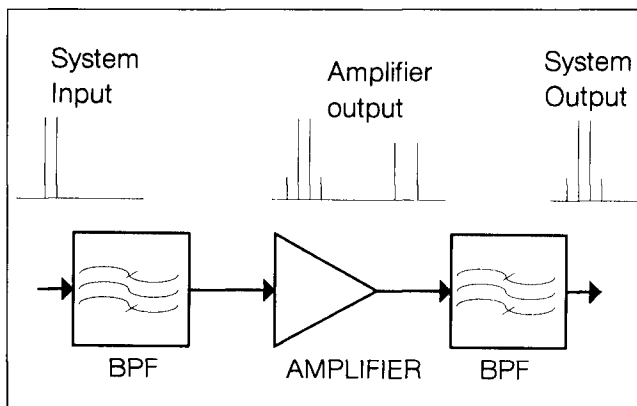 System
Input
Amplifier
output
System
Output
BPF
AMPLIFIER
BPF